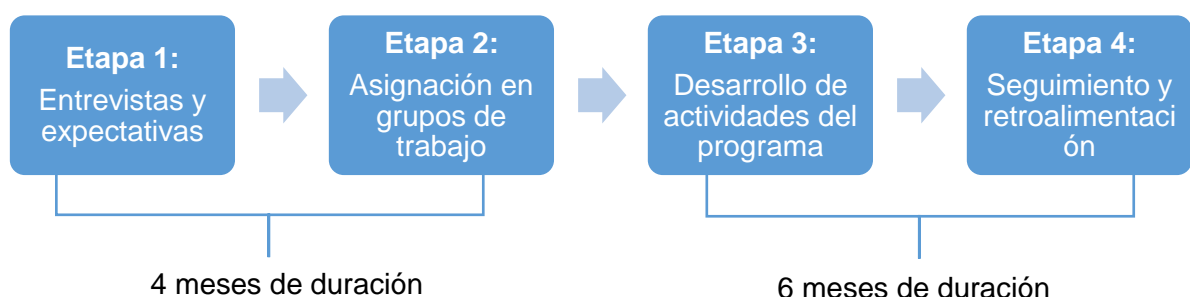 Etapa 1:
Entrevistas y
expectativas
Etapa 2:
Asignación en
grupos de
trabajo
Etapa 3:
Desarrollo de
actividades del
programa
Etapa 4:
Seguimiento y
retroalimentaci
ón
4 meses de duración
6 meses de duración